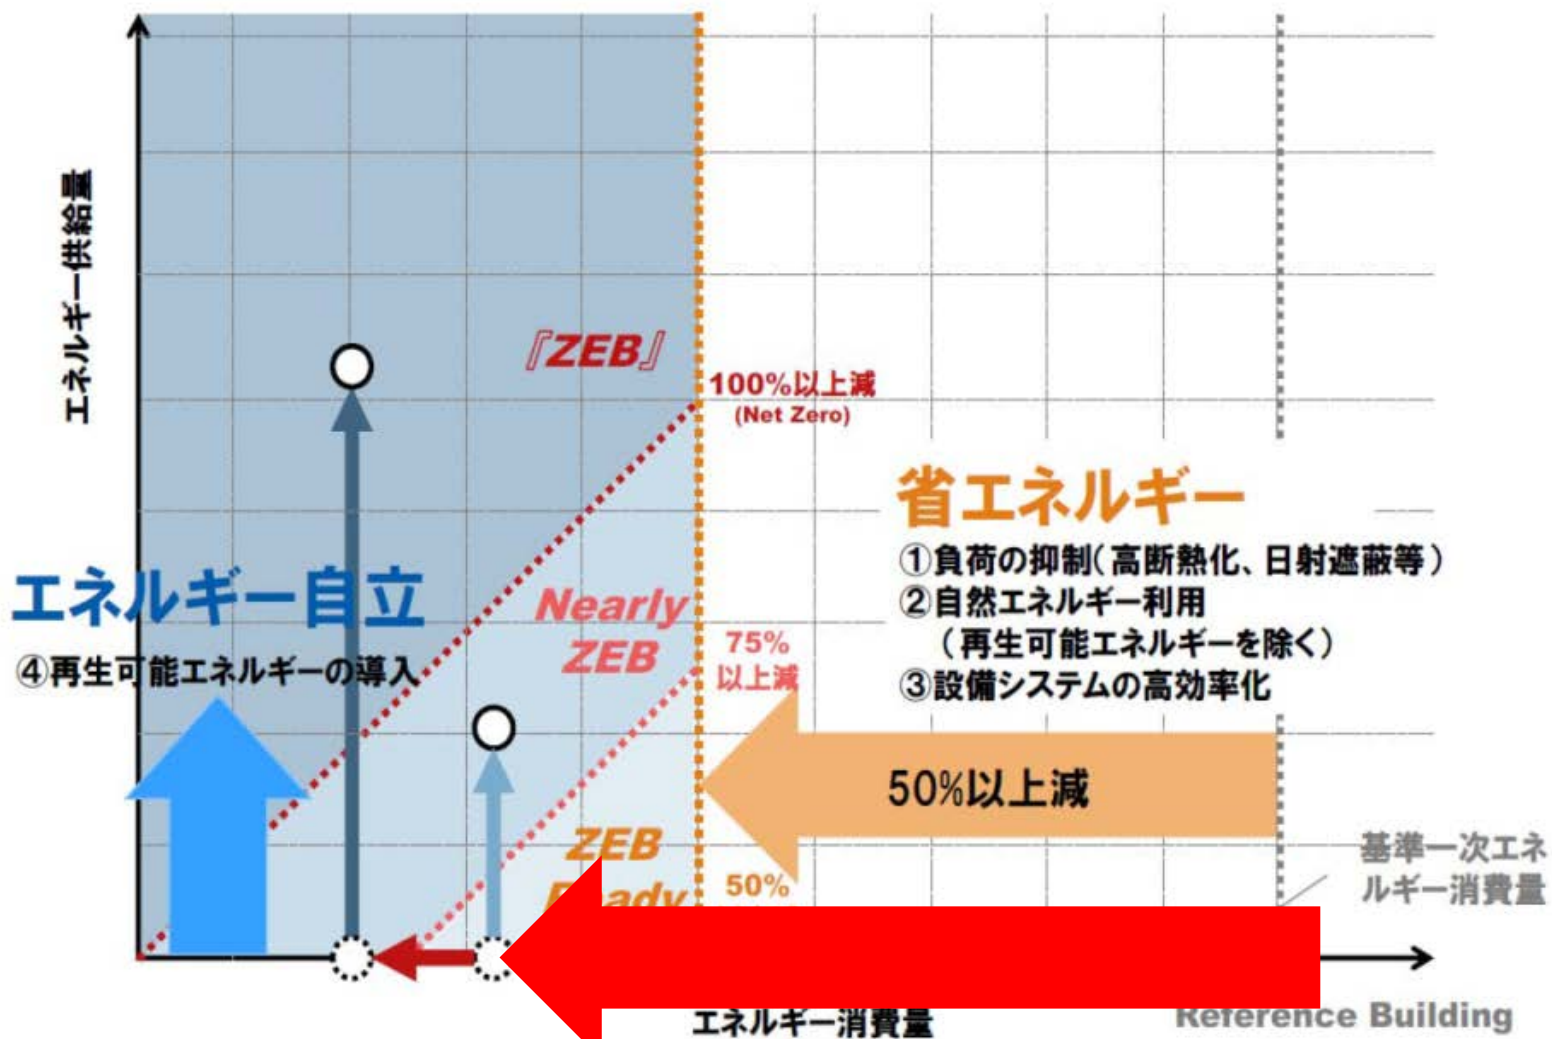 エネルギー供給量
『ZEB』
100%以上減
(Net Zero)
省エネルギー
①負荷の抑制(高断熱化、日射遮蔽等)
②自然エネルギー利用
(再生可能エネルギーを除く)
③設備システムの高効率化
エネルギー自立
④再生可能エネルギーの導入
Nearly
ZEB
75%
以上減
50%以上減
ZEB
50%
基準一次エネ
ルギー消費量
エネルギー消費量
Reference Building